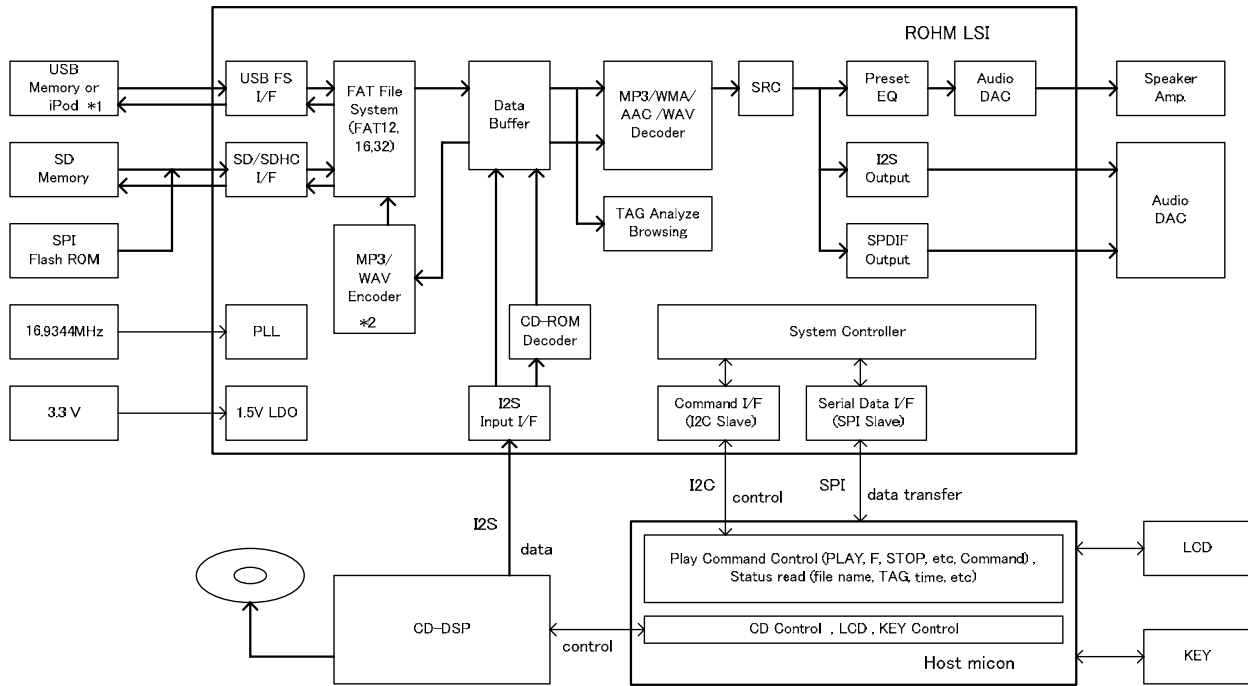 ROHM LSI
USB
Memory or
iPod *1
USB FS
I/F
FAT File
System
(FAT12,
16,32)
Data
Buffer
MP3/WMA/
AAC /WAV
Decoder
SRC
Preset
EQ
Audio
DAC
Speaker
Amp.
SD
Memory
SD/SDHC
I/F
I2S
Output
Audio
DAC
SPI
Flash ROM
MP3/
WAV
Encoder
*2
TAG Analyze
Browsing
SPDIF
Output
16.9344MHz
PLL
CD-ROM
Decoder
System Controller
3.3 V
1.5V LDO
I2S
Input I/F
Command I/F
(I2C Slave)
Serial Data I/F
(SPI Slave)
I2C
control
SPI
data transfer
I2S
data
Play Command Control (PLAY, F, STOP, etc, Command) ,
Status read (file name, TAG, time, etc)
LCD
CD-DSP
control
CD Control , LCD , KEY Control
Host micon
KEY